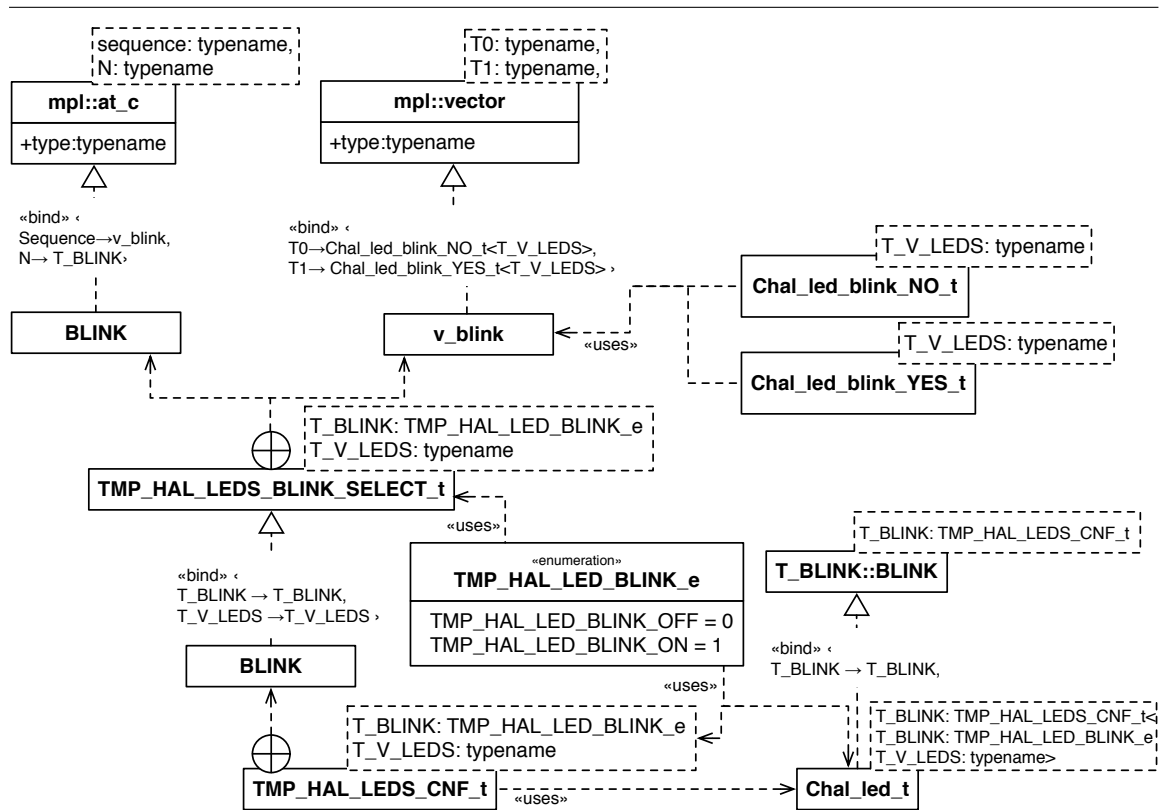 sequence: typename,
N: typename
mpl::at_c
+type:typename
T0: typename,
T1: typename,
mpl::vector
+type:typename
«bind» ‹
Sequence→v_blink,
N→ T_BLINK›
«bind» ‹
T0→Chal_led_blink_NO_t<T_V_LEDS>,
T1→ Chal_led_blink_YES_t<T_V_LEDS> ›
T_V_LEDS: typename
Chal_led_blink_NO_t
BLINK
v_blink
«uses»
T_V_LEDS: typename
Chal_led_blink_YES_t
T_BLINK: TMP_HAL_LED_BLINK_e
T_V_LEDS: typename
TMP_HAL_LEDS_BLINK_SELECT_t
«uses»
«enumeration»
TMP_HAL_LED_BLINK_e
TMP_HAL_LED_BLINK_OFF = 0
TMP_HAL_LED_BLINK_ON = 1
T_BLINK: TMP_HAL_LEDS_CNF_t
T_BLINK::BLINK
«bind» ‹
T_BLINK → T_BLINK,
T_V_LEDS →T_V_LEDS ›
BLINK
«bind» ‹
T_BLINK → T_BLINK,
«uses»
T_BLINK: TMP_HAL_LED_BLINK_e
T_V_LEDS: typename
TMP_HAL_LEDS_CNF_t
«uses»
T_BLINK: TMP_HAL_LEDS_CNF_t<
T_BLINK: TMP_HAL_LED_BLINK_e
T_V_LEDS: typename>
Chal_led_t